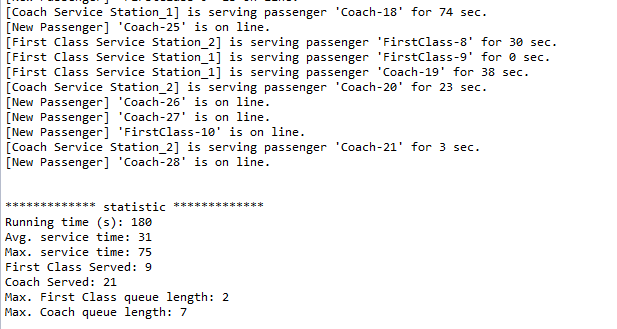 [Coach Service Station_1] is serving passenger 'Coach-18' for 74 sec.
[New Passenger] 'Coach-25' is on line.
[First Class Service Station_2] is serving passenger 'FirstClass-8' for 30 sec.
[First Class Service Station_1] is serving passenger 'FirstClass-9' for 0 sec.
[First Class Service Station_1] is serving passenger 'Coach-19' for 38 sec.
[Coach Service Station_2] is serving passenger 'Coach-20' for 23 sec.
[New Passenger] 'Coach-26' is on line.
[New Passenger] 'Coach-27' is on line.
[New Passenger] 'FirstClass-10' is on line.
[Coach Service Station_2] is serving passenger 'Coach-21' for 3 sec.
[New Passenger] 'Coach-28' is on line.
************* statistic *************
Running time (s): 180
Avg. service time: 31
Max. service time: 75
First Class Served: 9
Coach Served: 21
Max. First Class queue length: 2
Max. Coach queue length: 7